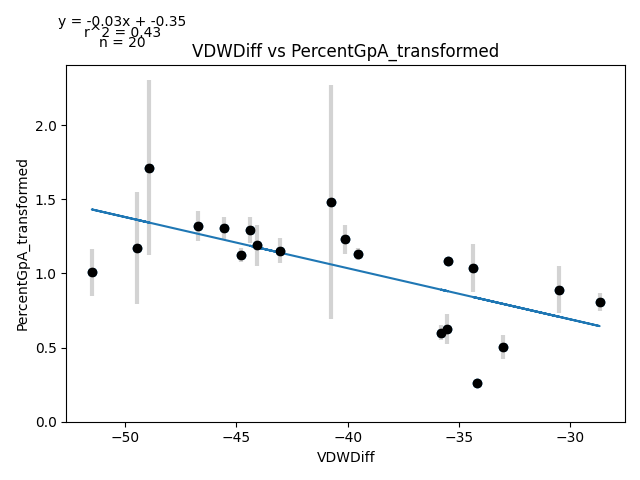 y = -0.03x + -0.35
r^2 = 0.43
n = 20
VDWDiff vs PercentGpA_transformed
PercentGpA_transformed
2.0
1.5
1.0
0.5
0.0
−50
−45
−40
−35
−30
VDWDiff